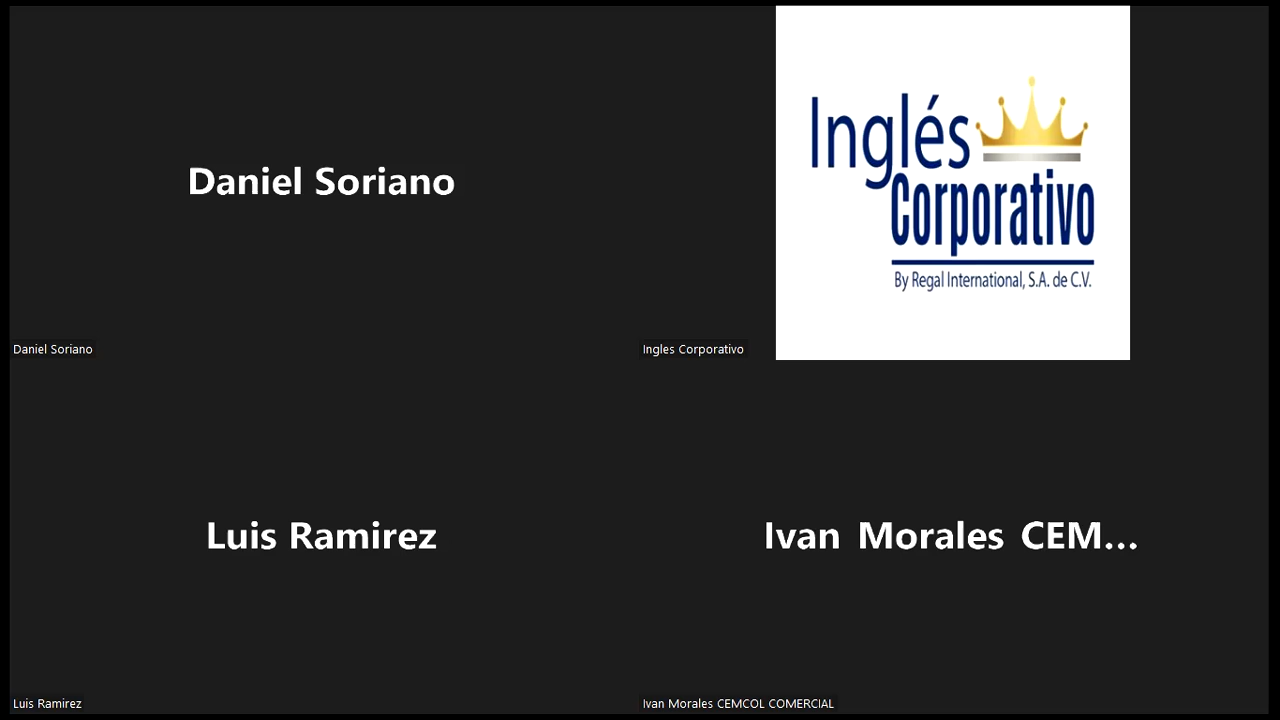 Daniel Soriano
Daniel Soriano
Inglés
Corporativo
By Regal International, S.A. de C.V.
Ingles Corporativo
Luis Ramirez
Luis Ramirez
Ivan Morales CEM...
Ivan Morales CEMCOL COMERCIAL